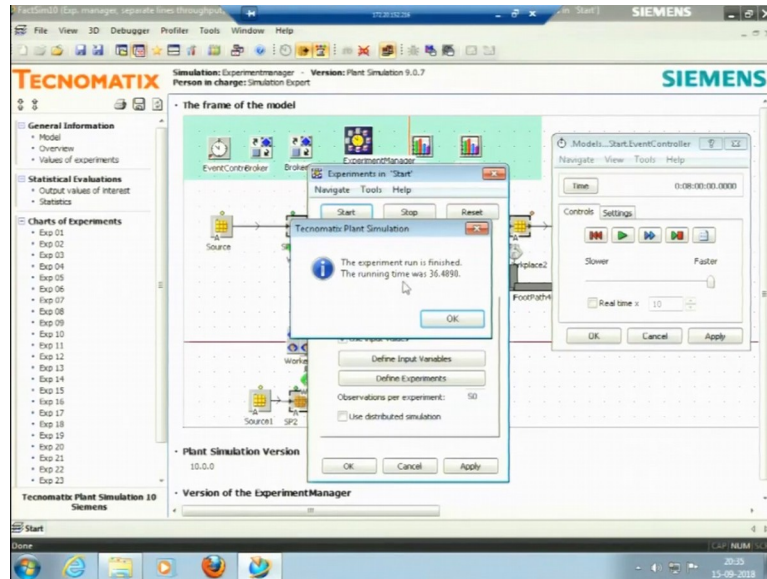 FactSim10 (Exp. manager, separate lines throughput,
172.20.152.216
in 'Start']
SIEMENS
File View 3D Debugger Profiler Tools Window Help
TECNOMATIX
Simulation: Experimentmanager - Version: Plant Simulation 9.0.7
Person in charge: Simulation Expert
SIEMENS
General Information
Model
Overview
Values of experiments
Statistical Evaluations
Output values of interest
Statistics
Charts of Experiments
Exp 01
Exp 02
Exp 03
Exp 04
Exp 05
Exp 06
Exp 07
Exp 08
Exp 09
Exp 10
Exp 11
Exp 12
Exp 13
Exp 14
Exp 15
Exp 16
Exp 17
Exp 18
Exp 19
Exp 20
Exp 21
Exp 22
Exp 23
Tecnomatix Plant Simulation 10
Siemens
The frame of the model
EventController
Broker
ExperimentManager
Source
Source1
SP2
FootPath4
Experiments in 'Start'
Navigate Tools Help
Start Stop Reset
Tecnomatix Plant Simulation
The experiment run is finished.
The running time was 36.4890.
OK
Define Input Variables
Define Experiments
Observations per experiment: 50
Use distributed simulation
OK Cancel Apply
.Models...Start.EventController
Navigate View Tools Help
Time 0:08:00:00.0000
Controls Settings
Slower Faster
Real time x 10
OK Cancel Apply
Plant Simulation Version
10.0.0
Version of the ExperimentManager
Start
Done
CAP NUM
20:35
15-09-2018